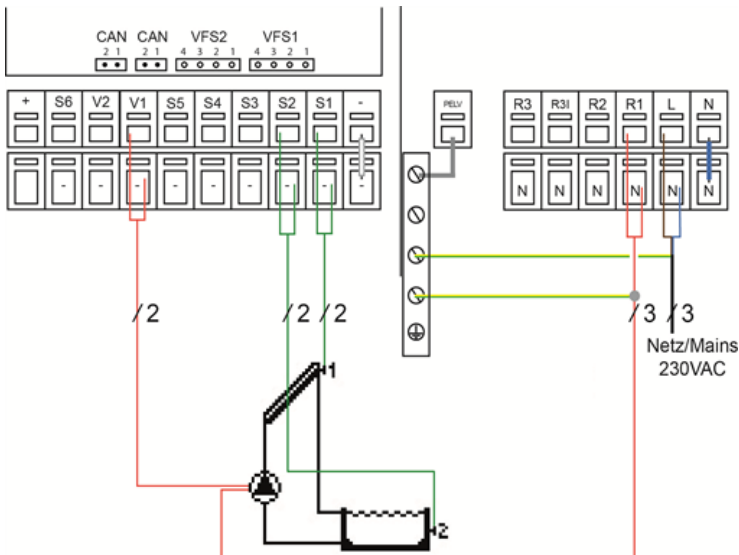 CAN CAN VFS2 VFS1
2 1 2 1 4 3 2 1 4 3 2 1
+ S6 V2 V1 S5 S4 S3 S2 S1 -
PELV
R3 R3I R2 R1 L N
- - - - - - - - -
N N N N N N
/2 /2 /2 /3 /3
Netz/Mains
230VAC
1
2